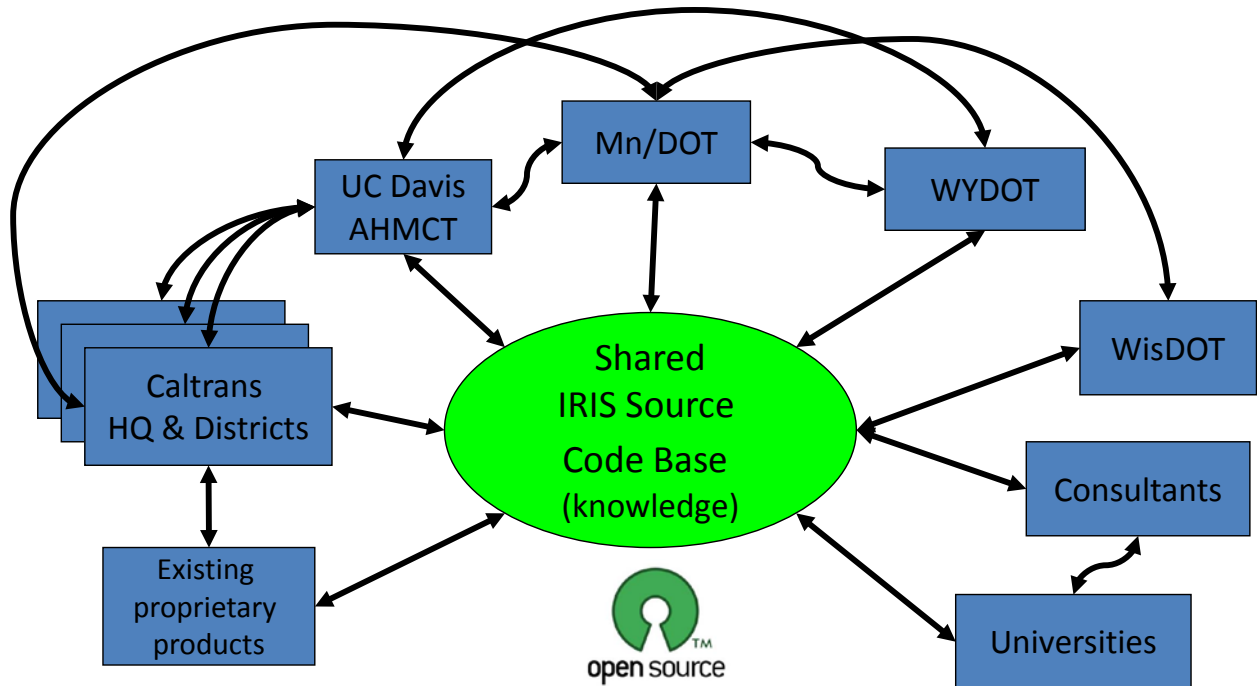 Mn/DOT
UC Davis
AHMCT
WYDOT
WisDOT
Caltrans
HQ & Districts
Shared
IRIS Source
Code Base
(knowledge)
Consultants
Existing
proprietary
products
Universities
TM
open source